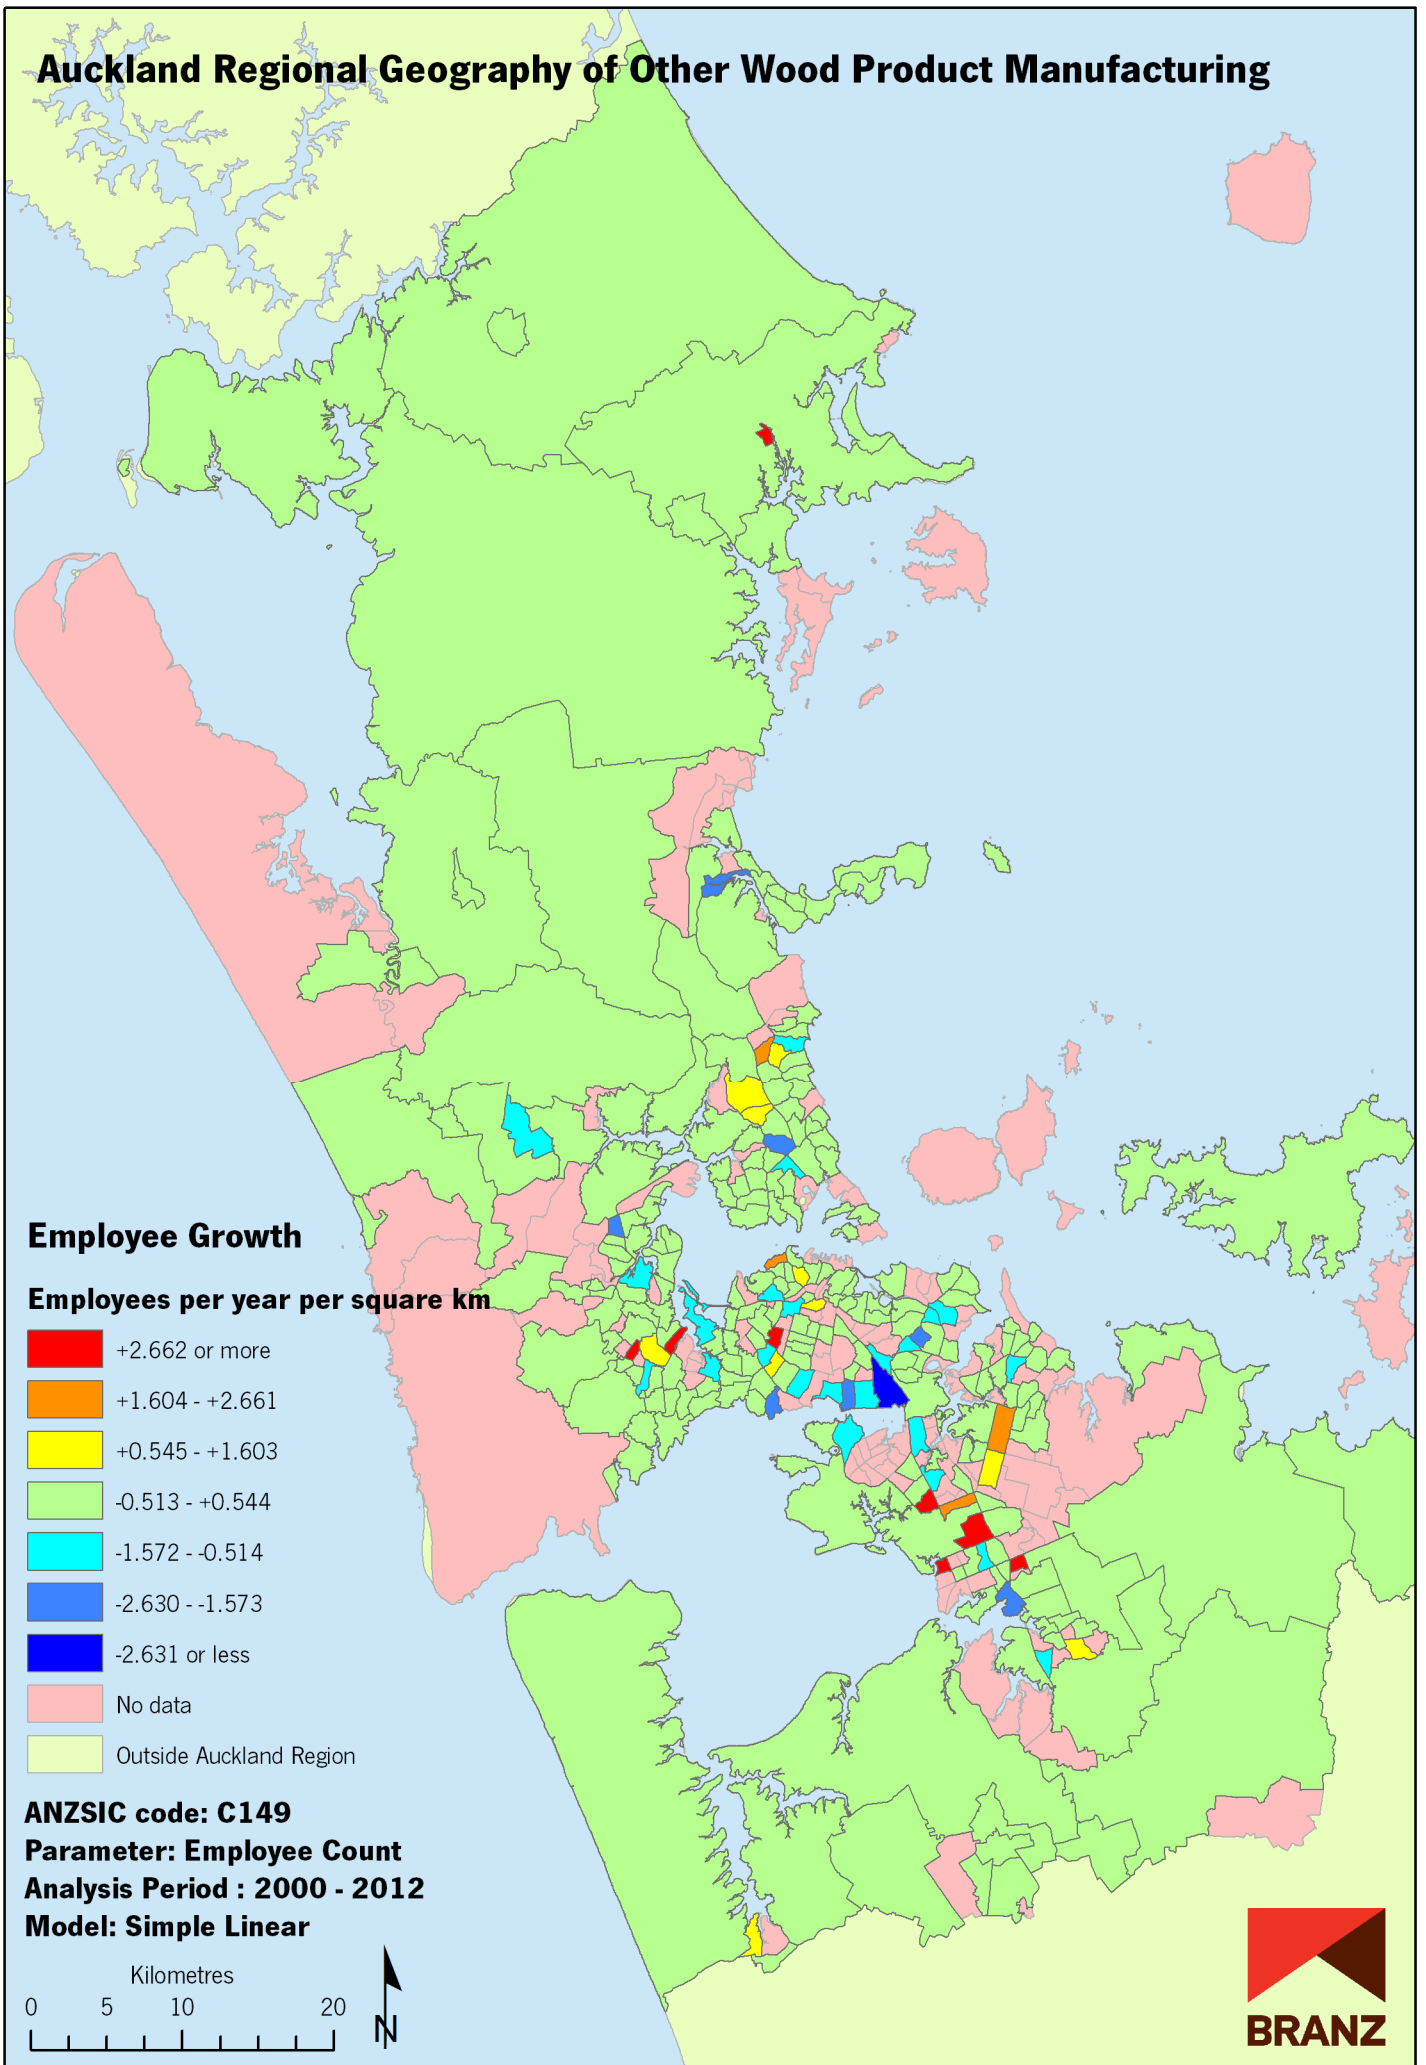 Auckland Regional Geography of Other Wood Product Manufacturing
Employee Growth
Employees per year per square km
+2.662 or more
+1.604 - +2.661
+0.545 - +1.603
-0.513 - +0.544
-1.572 - -0.514
-2.630 - -1.573
-2.631 or less
No data
Outside Auckland Region
ANZSIC code: C149
Parameter: Employee Count
Analysis Period : 2000 - 2012
Model: Simple Linear
Kilometres
0 5 10 20
N
BRANZ